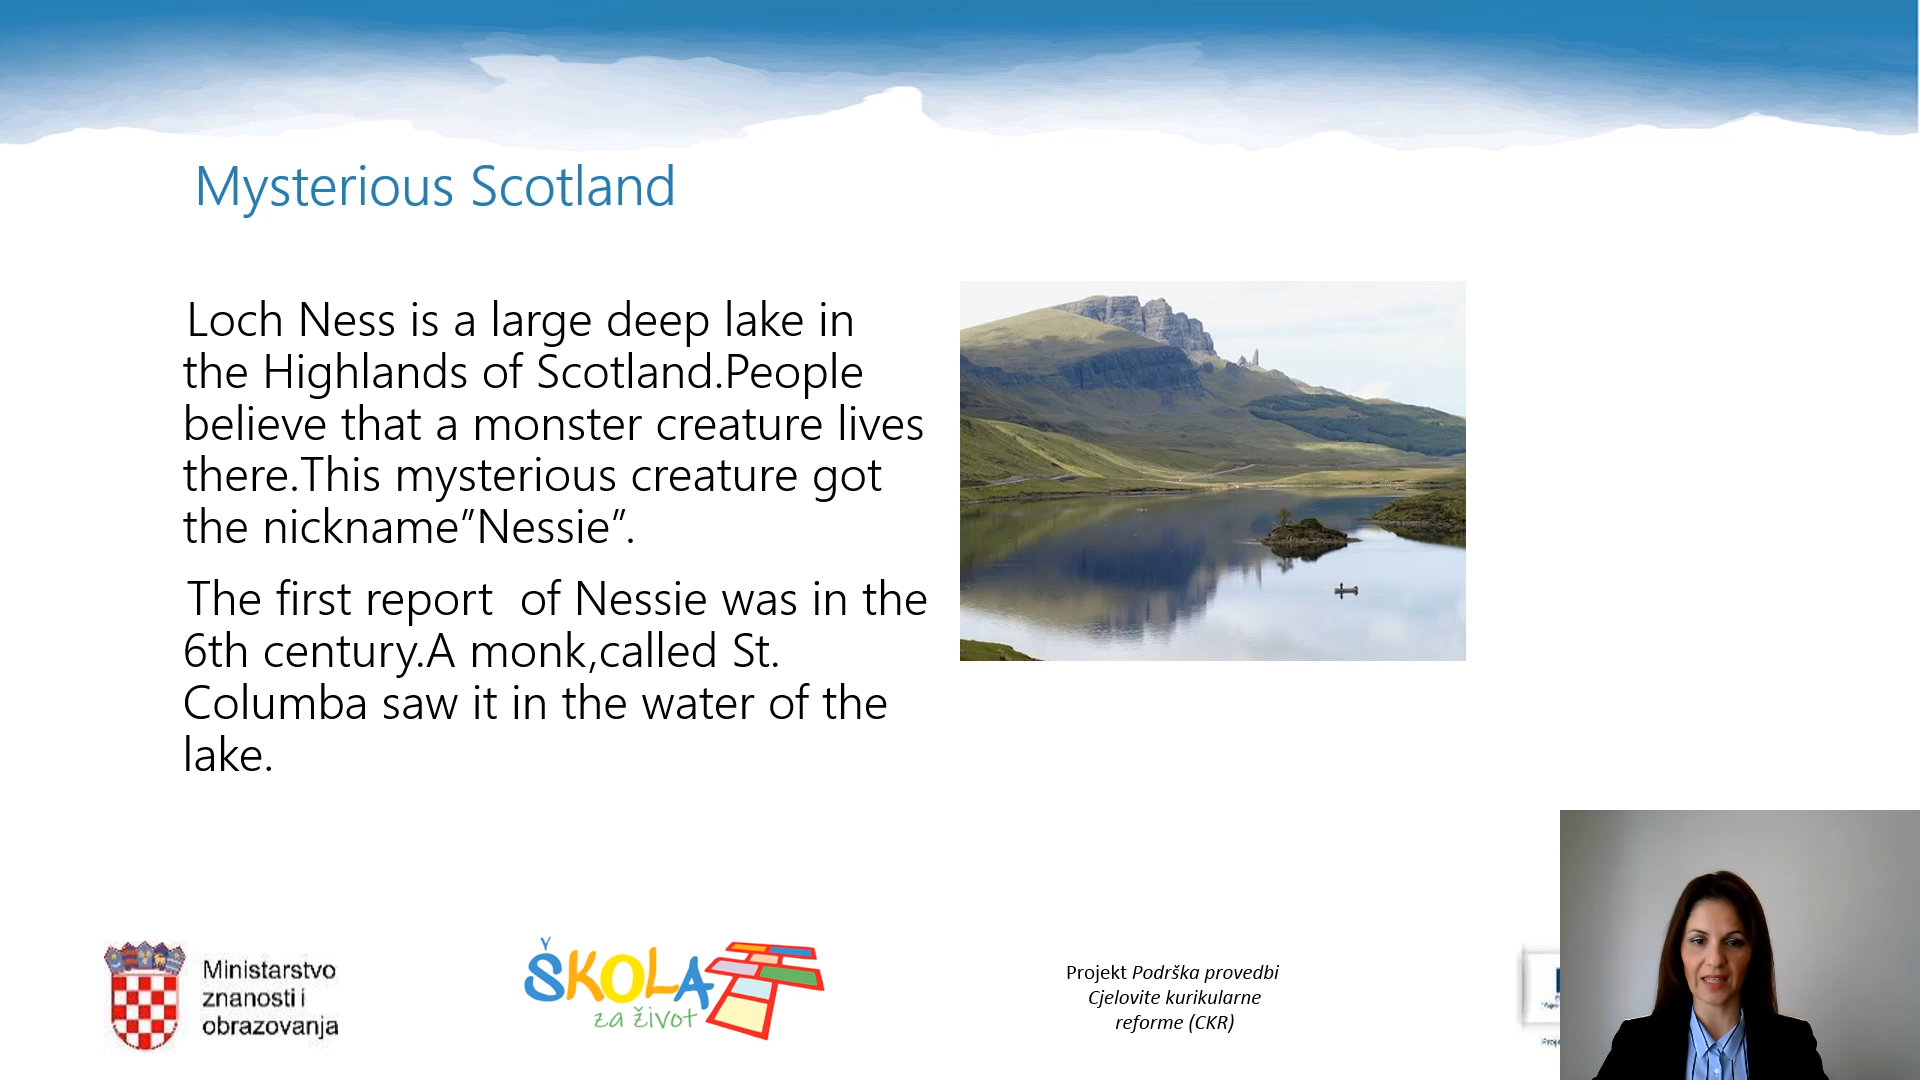 Mysterious Scotland
Loch Ness is a large deep lake in
the Highlands of Scotland.People
believe that a monster creature lives
there.This mysterious creature got
the nickname”Nessie”.
The first report  of Nessie was in the
6th century.A monk,called St.
Columba saw it in the water of the
lake.
Ministarstvo
znanosti i
obrazovanja
ŠKOLA
za život
Projekt Podrška provedbi
Cjelovite kurikularne
reforme (CKR)